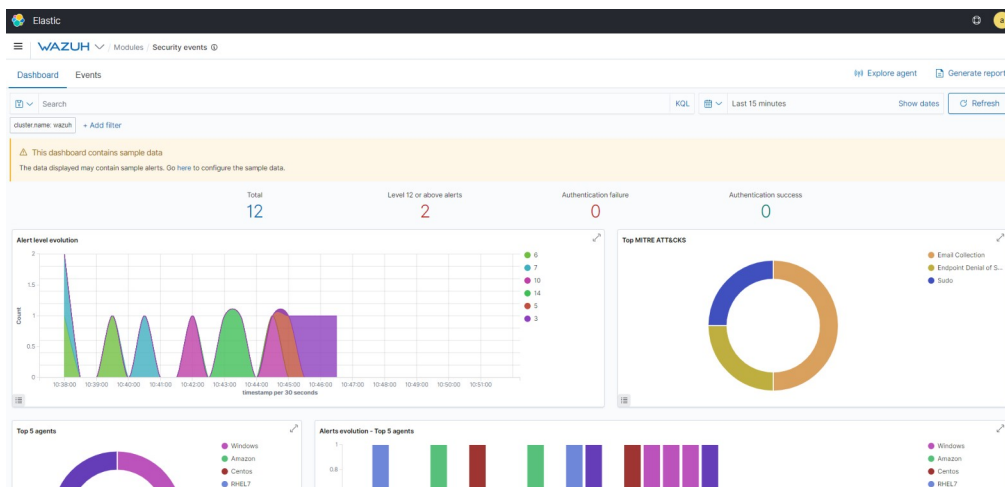 Elastic
a
WAZUH / Modules / Security events
Dashboard Events Explore agent Generate report
Search KQL Last 15 minutes Show dates Refresh
cluster.name: wazuh + Add filter
This dashboard contains sample data
The data displayed may contain sample alerts. Go here to configure the sample data.
Total Level 12 or above alerts Authentication failure Authentication success
12 2 0 0
Alert level evolution
2
1.5
1
0.5
0
Count
10:38:00 10:39:00 10:40:00 10:41:00 10:42:00 10:43:00 10:44:00 10:45:00 10:46:00 10:47:00 10:48:00 10:49:00 10:50:00 10:51:00
timestamp per 30 seconds
6
7
10
14
5
3
Top MITRE ATT&CKS
Email Collection
Endpoint Denial of S...
Sudo
Top 5 agents
Windows
Amazon
Centos
RHEL7
Alerts evolution - Top 5 agents
1
0.8
Windows
Amazon
Centos
RHEL7